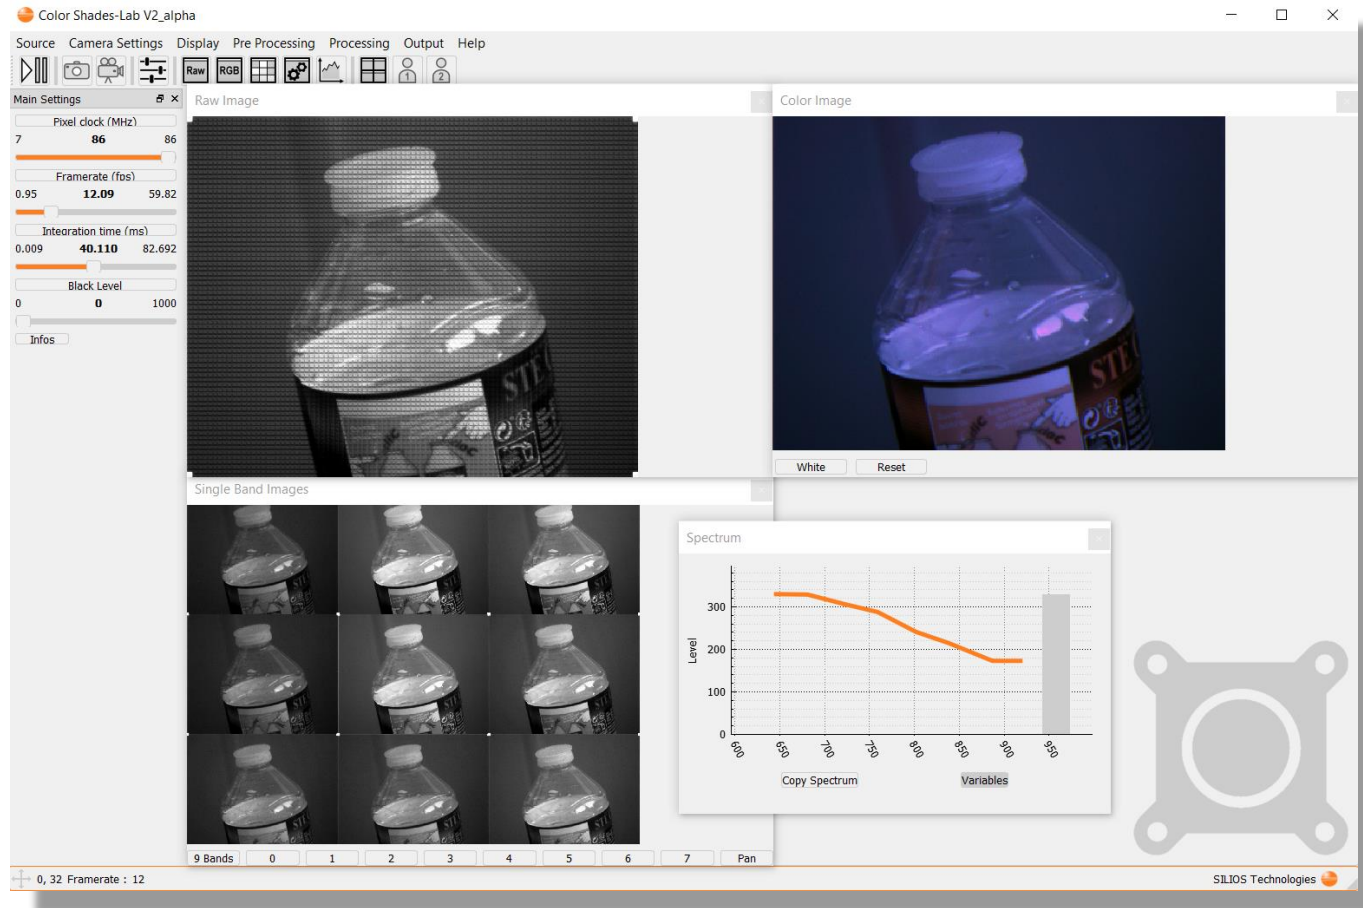 Color Shades-Lab V2_alpha
Source Camera Settings Display Pre Processing Processing Output Help
Raw RGB 1 2
Main Settings
Pixel clock (MHz)
7 86 86
Framerate (fps)
0.95 12.09 59.82
Integration time (ms)
0.009 40.110 82.692
Black Level
0 0 1000
Infos
Raw Image
STE
Color Image
STE
White Reset
Single Band Images
9 Bands 0 1 2 3 4 5 6 7 Pan
Spectrum
Level
300
200
100
0
600 650 700 750 800 850 900 950
Copy Spectrum Variables
0, 32 Framerate : 12
SILIOS Technologies